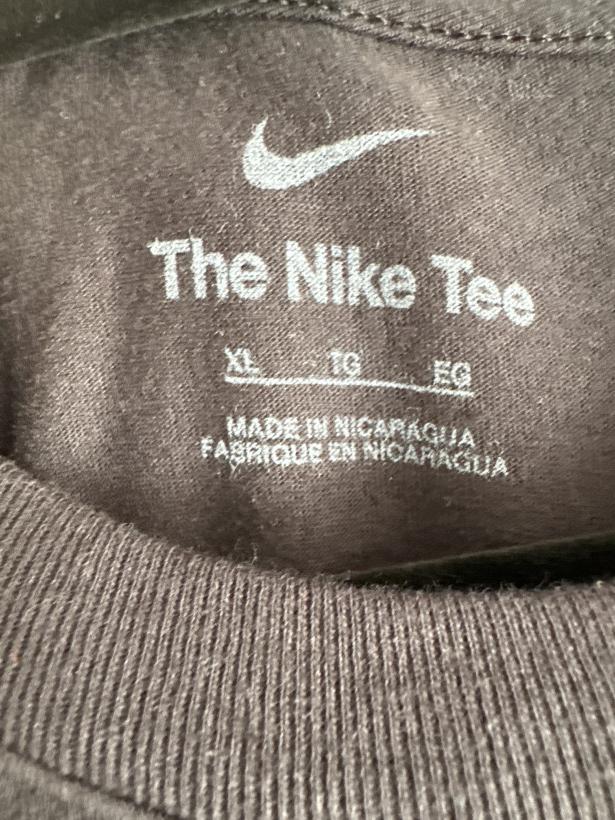 The Nike Tee
XL TG EG
MADE IN NICARAGUA
FABRIQUE EN NICARAGUA